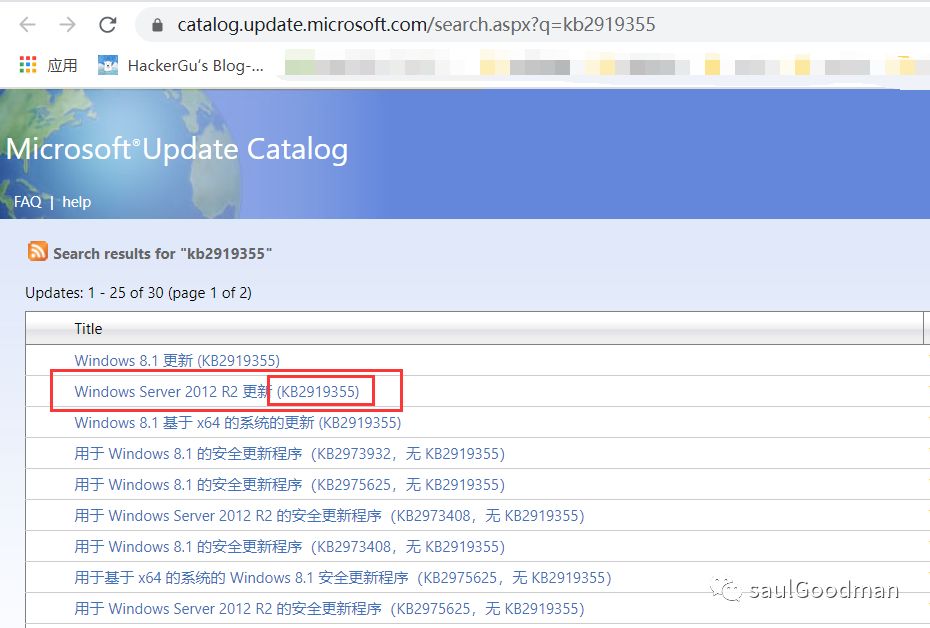 catalog.update.microsoft.com/search.aspx?q=kb2919355
应用 HackerGu's Blog-...
Microsoft®Update Catalog
FAQ | help
Search results for "kb2919355"
Updates: 1 - 25 of 30 (page 1 of 2)
Title
Windows 8.1 更新 (KB2919355)
Windows Server 2012 R2 更新 (KB2919355)
Windows 8.1 基于 x64 的系统的更新 (KB2919355)
用于 Windows 8.1 的安全更新程序（KB2973932，无 KB2919355）
用于 Windows 8.1 的安全更新程序（KB2975625，无 KB2919355）
用于 Windows Server 2012 R2 的安全更新程序（KB2973408，无 KB2919355）
用于 Windows 8.1 的安全更新程序（KB2973408，无 KB2919355）
用于基于 x64 的系统的 Windows 8.1 安全更新程序（KB2975625，无 KB2919355）
用于 Windows Server 2012 R2 的安全更新程序（KB2975625，无 KB2919355）
saulGoodman